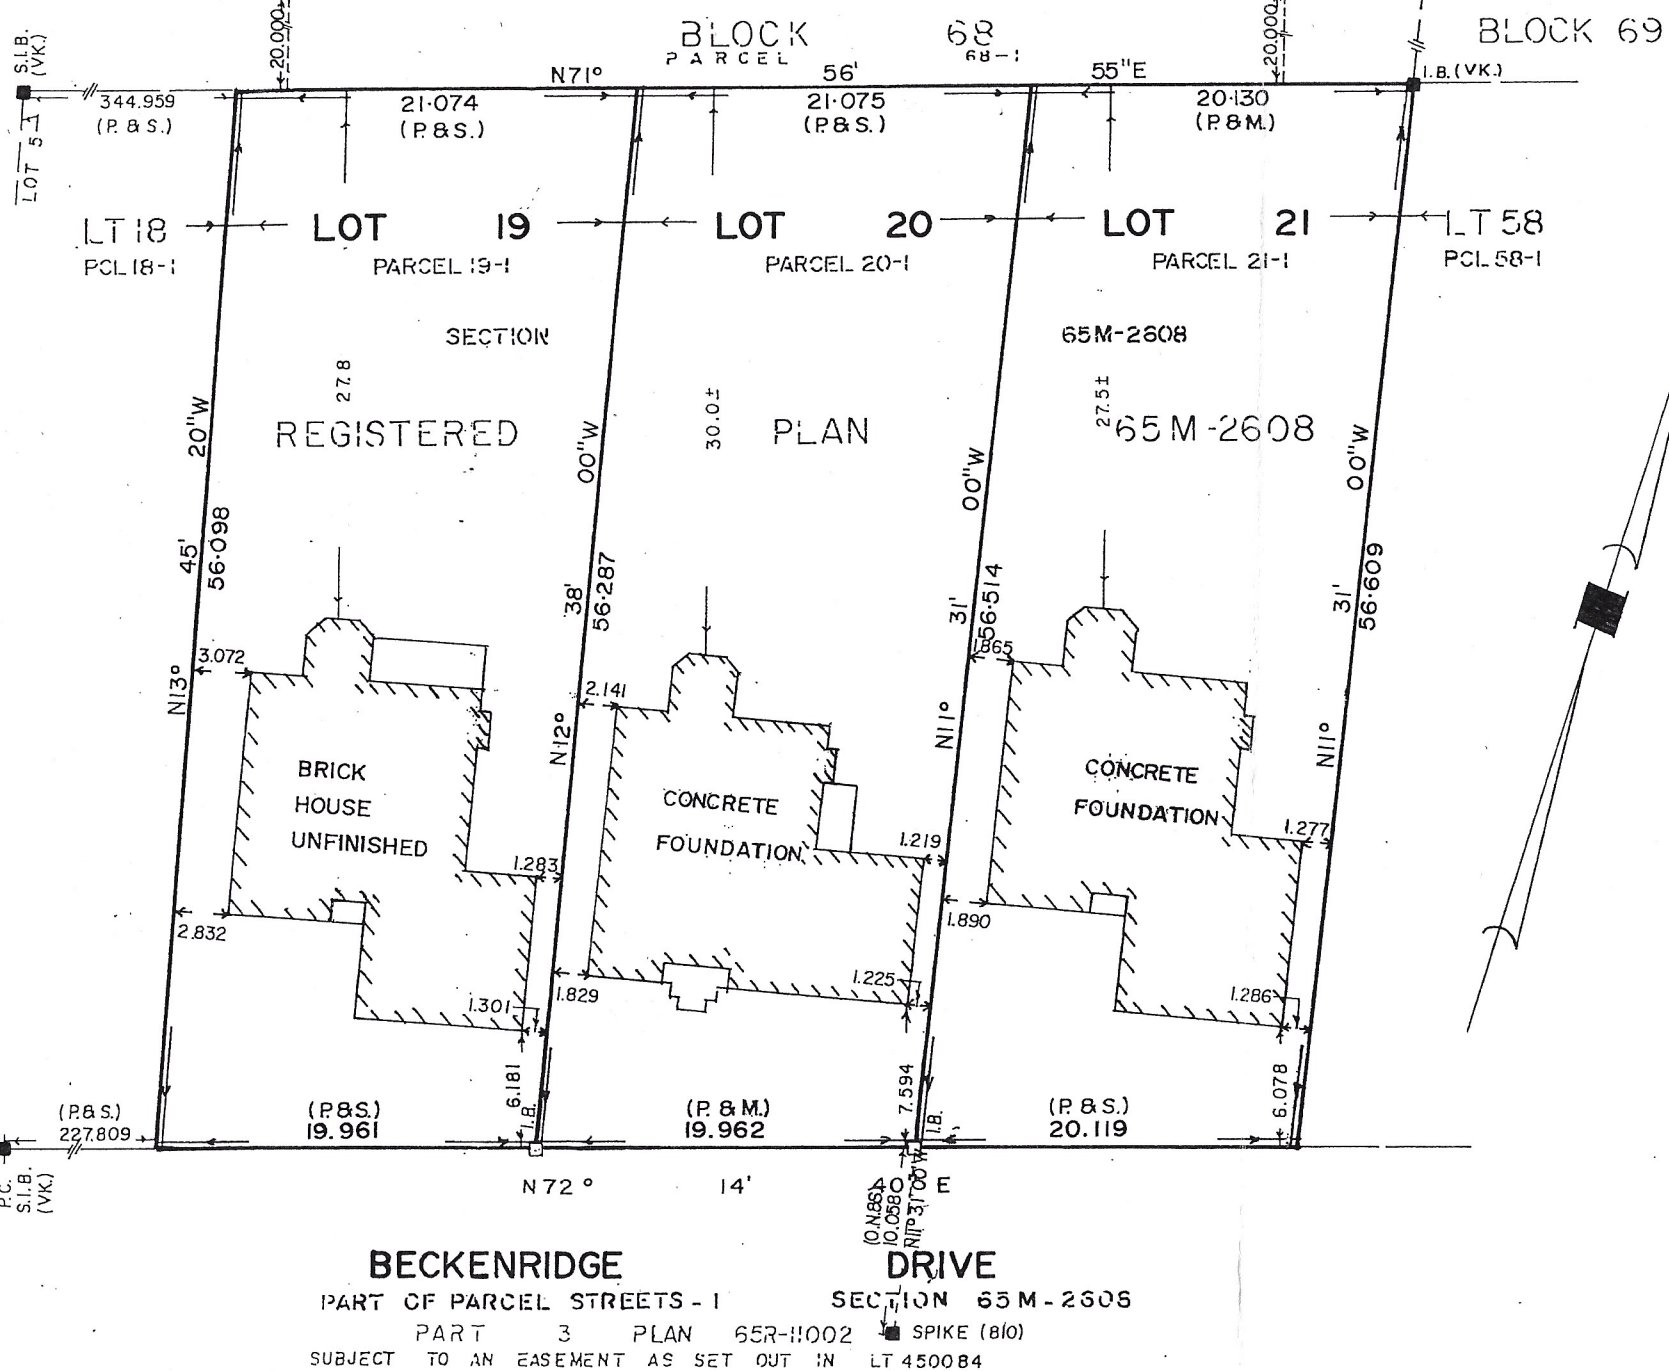 BLOCK 68
PARCEL 68-1
BLOCK 69
20.000
20.000
S.I.B.
(VK.)
I.B. (VK.)
N71° 56' 55"E
344.959
(P. & S.)
21.074
(P. & S.)
21.075
(P. & S.)
20.130
(P. & M.)
LOT 5
LT 18
PCL 18-1
LOT 19
PARCEL 19-1
LOT 20
PARCEL 20-1
LOT 21
PARCEL 21-1
LT 58
PCL 58-1
SECTION 65M-2608
27.8
30.0±
27.5±
REGISTERED PLAN 65M-2608
N13° 45' 20"W
56.098
N12° 38' 00"W
56.287
N11° 31' 00"W
56.514
N11° 31' 00"W
56.609
3.072
2.141
1.865
BRICK
HOUSE
UNFINISHED
CONCRETE
FOUNDATION
CONCRETE
FOUNDATION
1.283
1.219
1.277
2.832
1.829
1.890
1.301
1.225
1.286
6.181
7.594
6.078
I.B.
I.B.
(P. & S.)
227.809
(P. & S.)
19.961
(P. & M.)
19.962
(P. & S.)
20.119
P.C.
S.I.B.
(VK.)
N72° 14' 40" E
(O.N.86)
10.058
N11°31'00"W
BECKENRIDGE DRIVE
PART OF PARCEL STREETS-1 SECTION 65M-2608
PART 3 PLAN 65R-11002
SPIKE (810)
SUBJECT TO AN EASEMENT AS SET OUT IN LT 450084